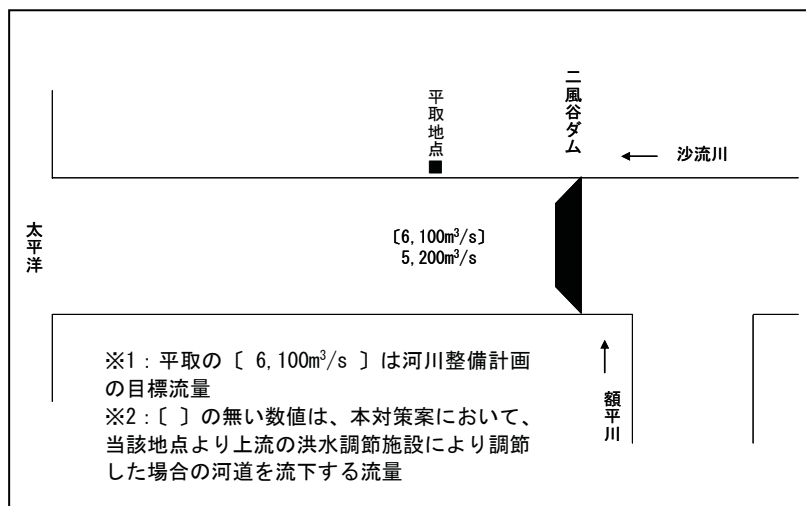 二風谷ダム
平取地点
沙流川
太平洋
〔6,100m³/s〕
5,200m³/s
額平川
※1：平取の〔 6,100m³/s 〕は河川整備計画
の目標流量
※2：〔 〕の無い数値は、本対策案において、
当該地点より上流の洪水調節施設により調節
した場合の河道を流下する流量